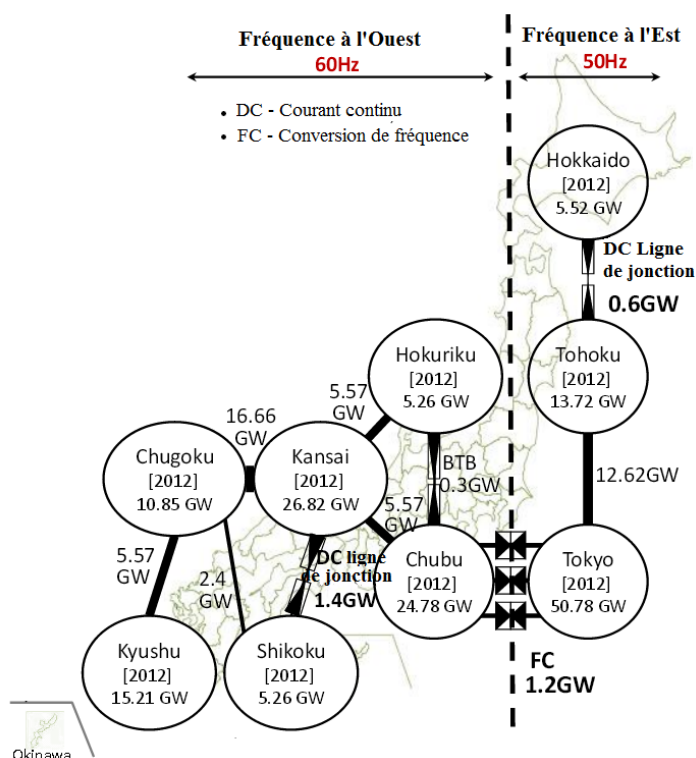 Fréquence à l'Ouest
60Hz
Fréquence à l'Est
50Hz
• DC - Courant continu
• FC - Conversion de fréquence
Hokkaido
[2012]
5.52 GW
DC Ligne
de jonction
0.6GW
Tohoku
[2012]
13.72 GW
12.62GW
Hokuriku
[2012]
5.26 GW
5.57
GW
16.66
GW
Chugoku
[2012]
10.85 GW
Kansai
[2012]
26.82 GW
BTB
0.3GW
5.57
GW
Chubu
[2012]
24.78 GW
Tokyo
[2012]
50.78 GW
5.57
GW
2.4
GW
DC ligne
de jonction
1.4GW
Kyushu
[2012]
15.21 GW
Shikoku
[2012]
5.26 GW
FC
1.2GW
Okinawa